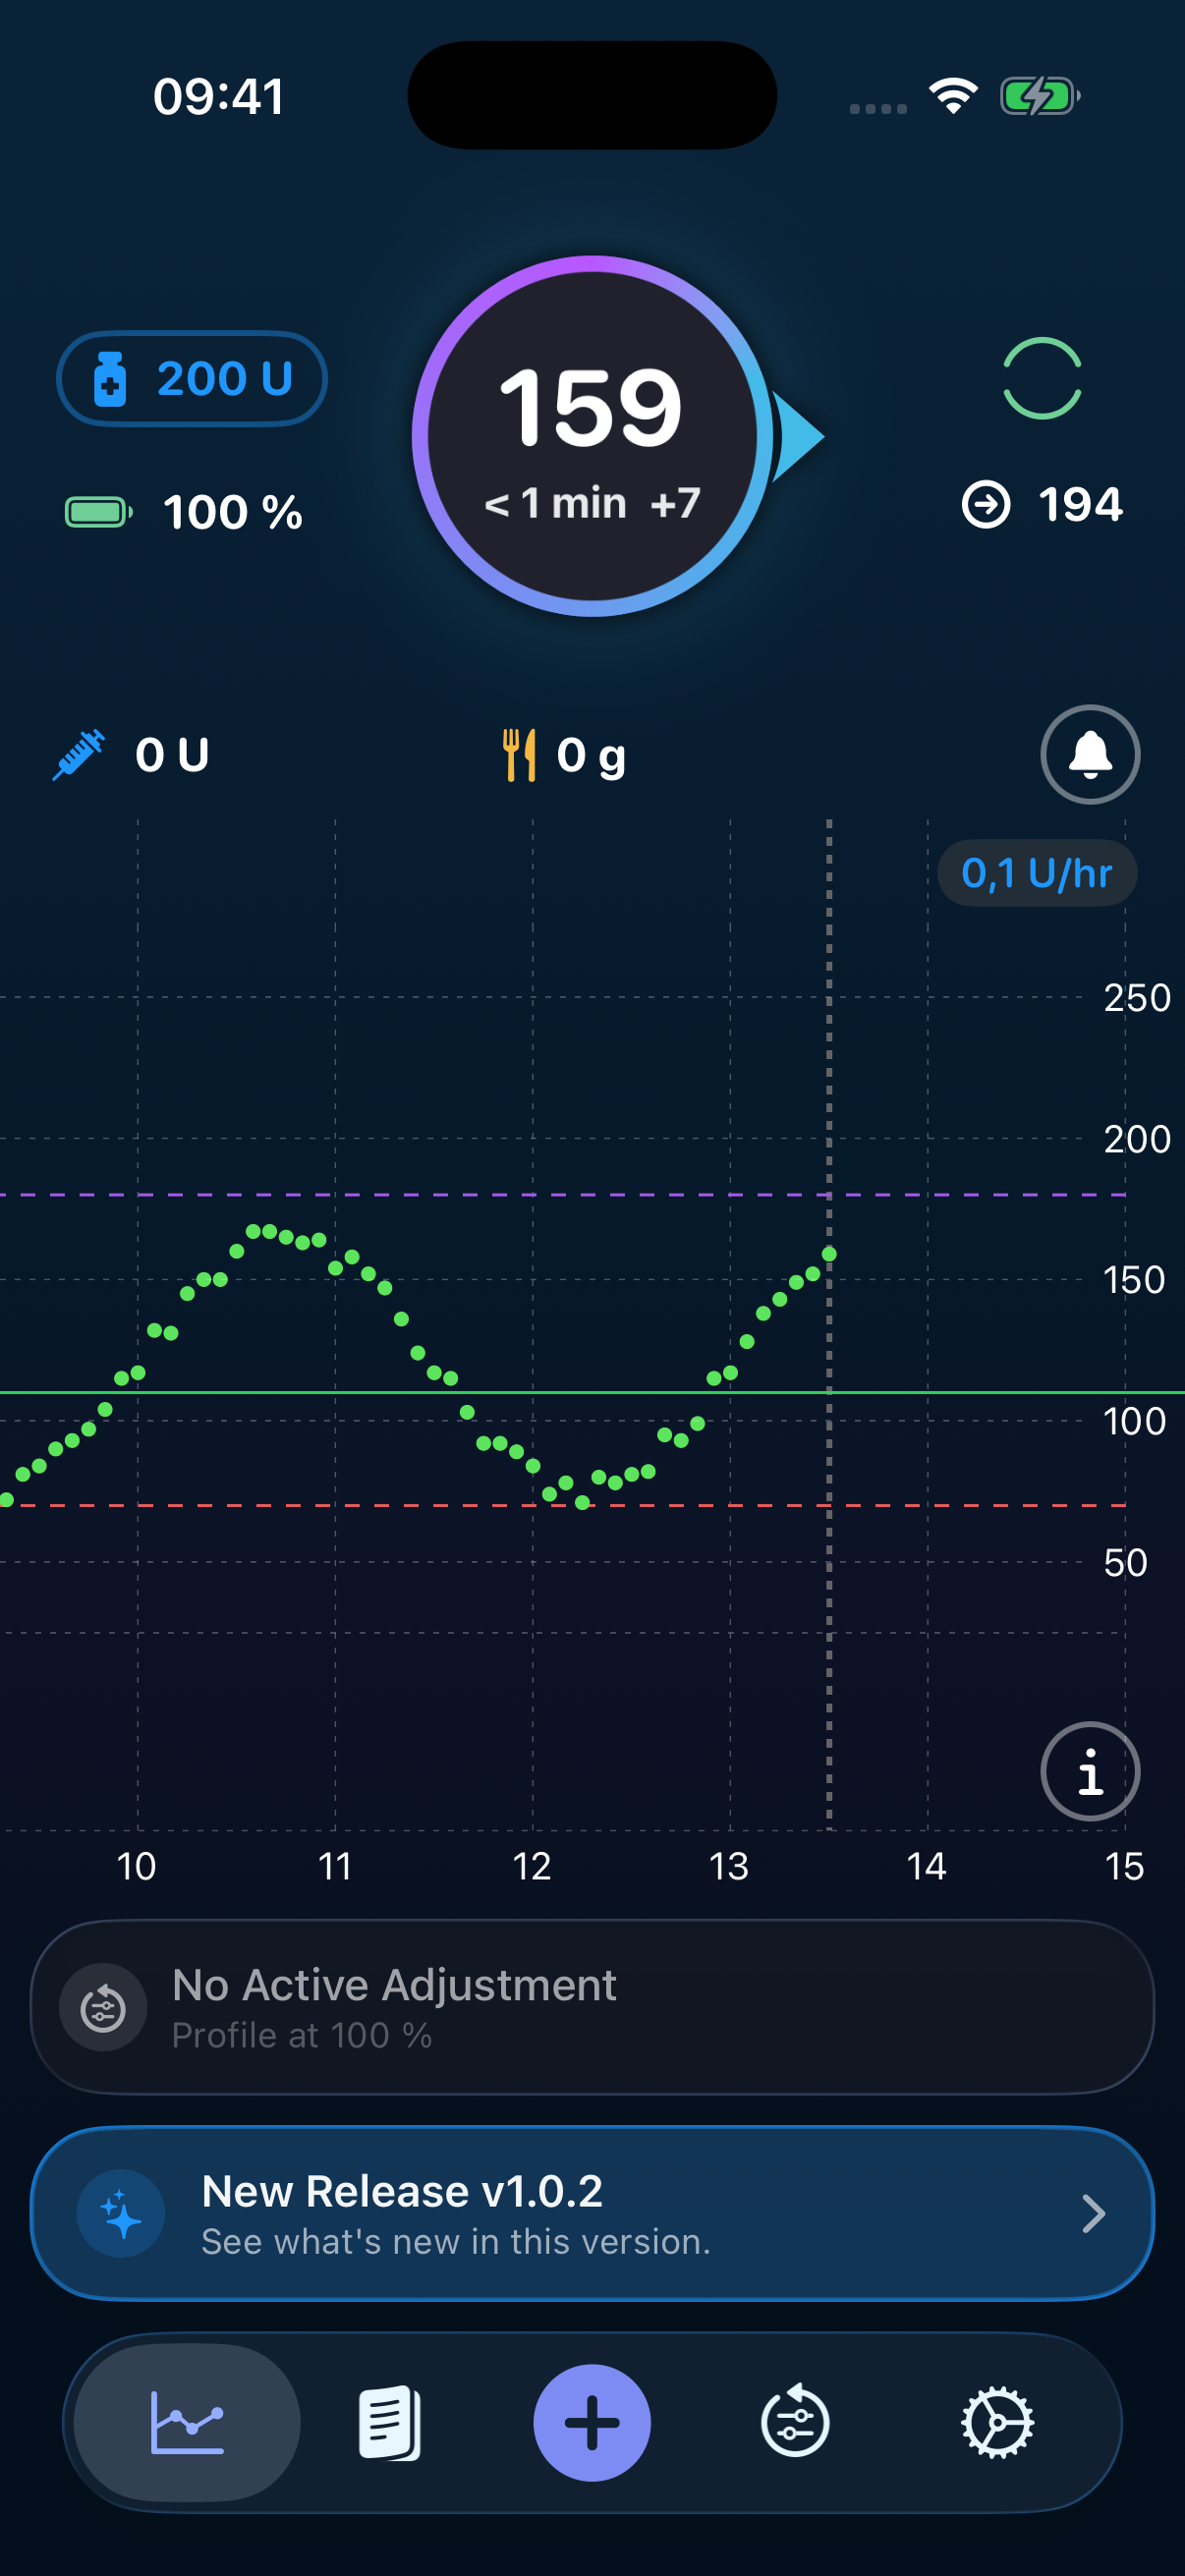 09:41
200 U
100 %
159
< 1 min +7
194
0 U
0 g
0,1 U/hr
250
200
150
100
50
10 11 12 13 14 15
No Active Adjustment
Profile at 100 %
New Release v1.0.2
See what's new in this version.